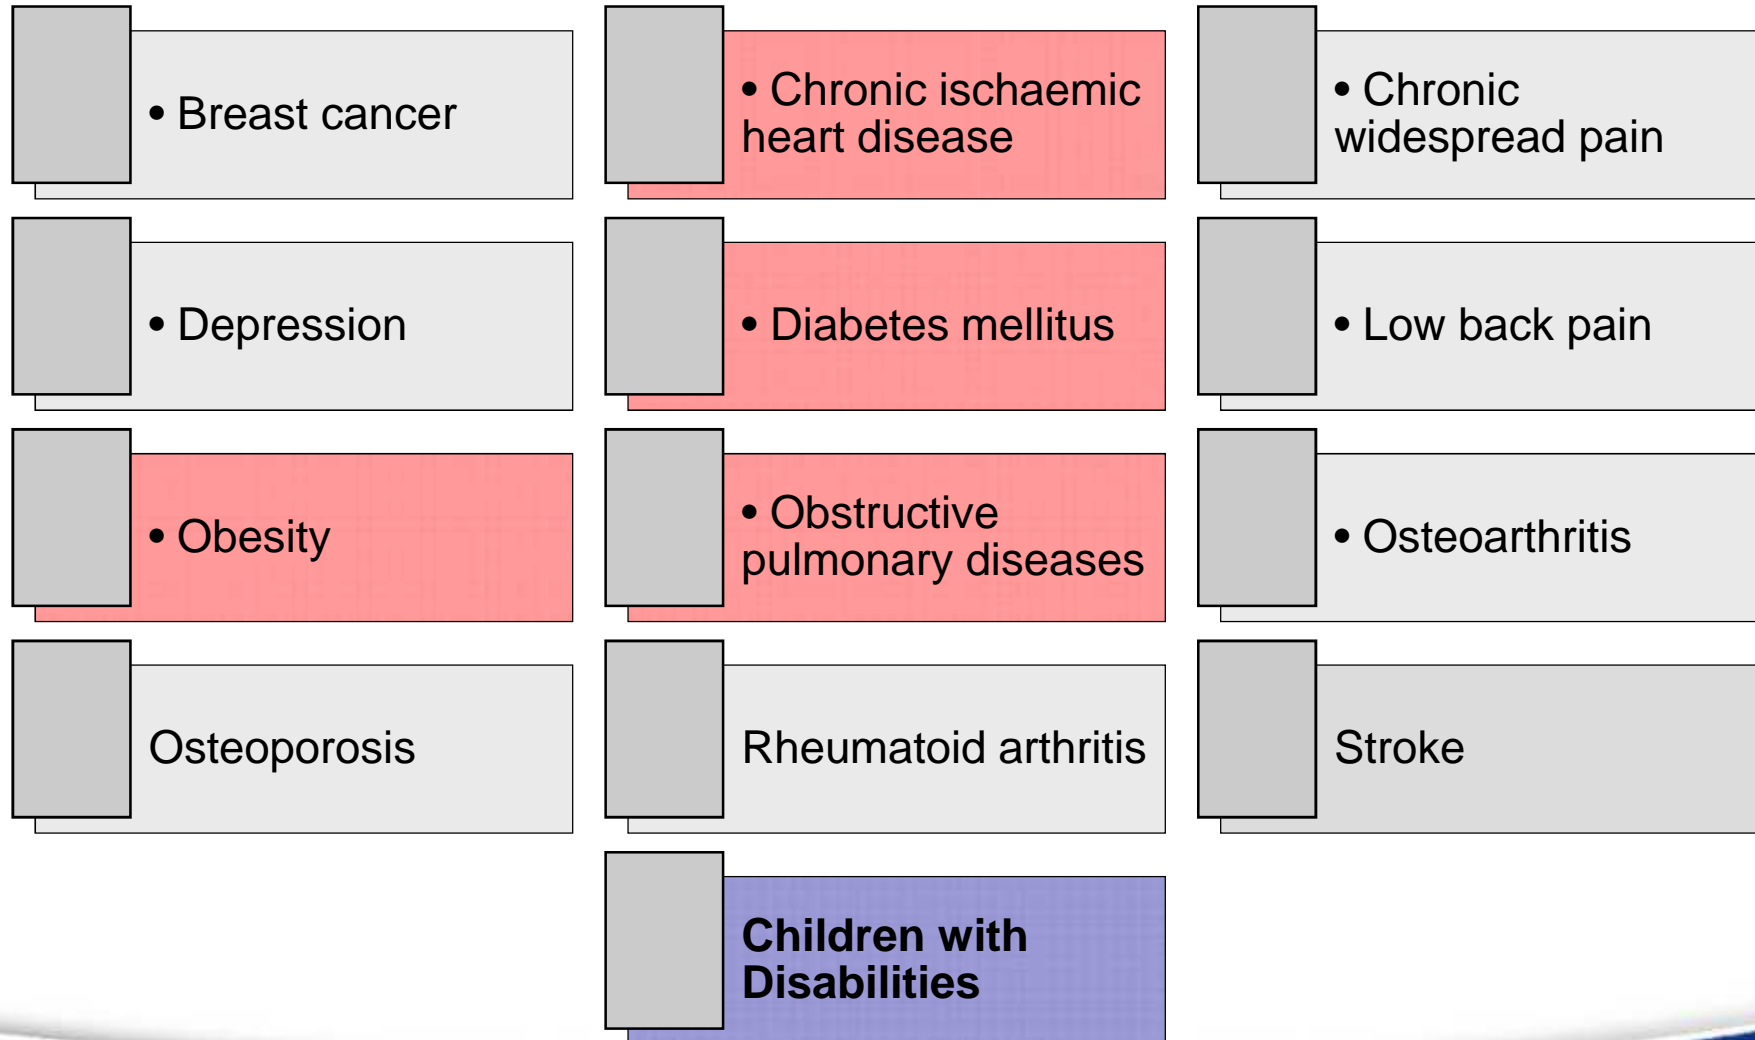 • Breast cancer
• Chronic ischaemic
heart disease
• Chronic
widespread pain
• Depression
• Diabetes mellitus
• Low back pain
• Obesity
• Obstructive
pulmonary diseases
• Osteoarthritis
Osteoporosis
Rheumatoid arthritis
Stroke
Children with
Disabilities